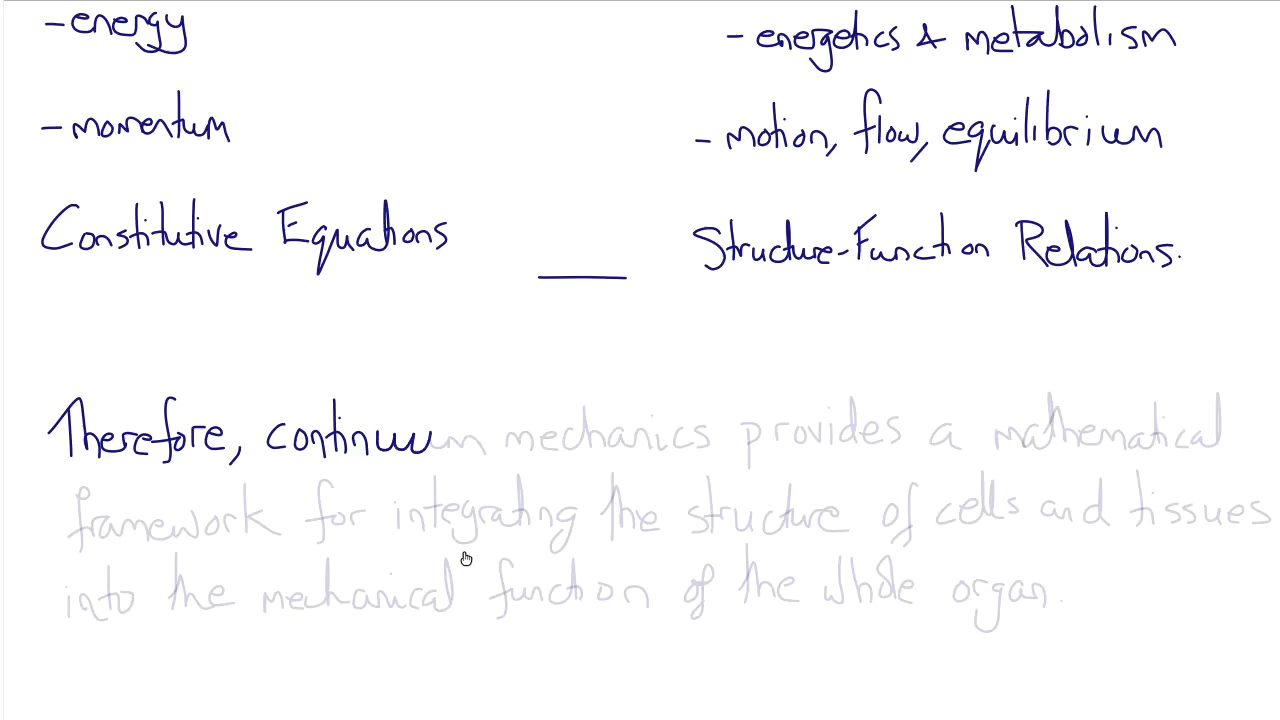 - energy
- energetics & metabolism
- momentum
- motion, flow, equilibrium
Constitutive Equations
Structure-Function Relations.
Therefore, continuum mechanics provides a mathematical
framework for integrating the structure of cells and tissues
into the mechanical function of the whole organ.